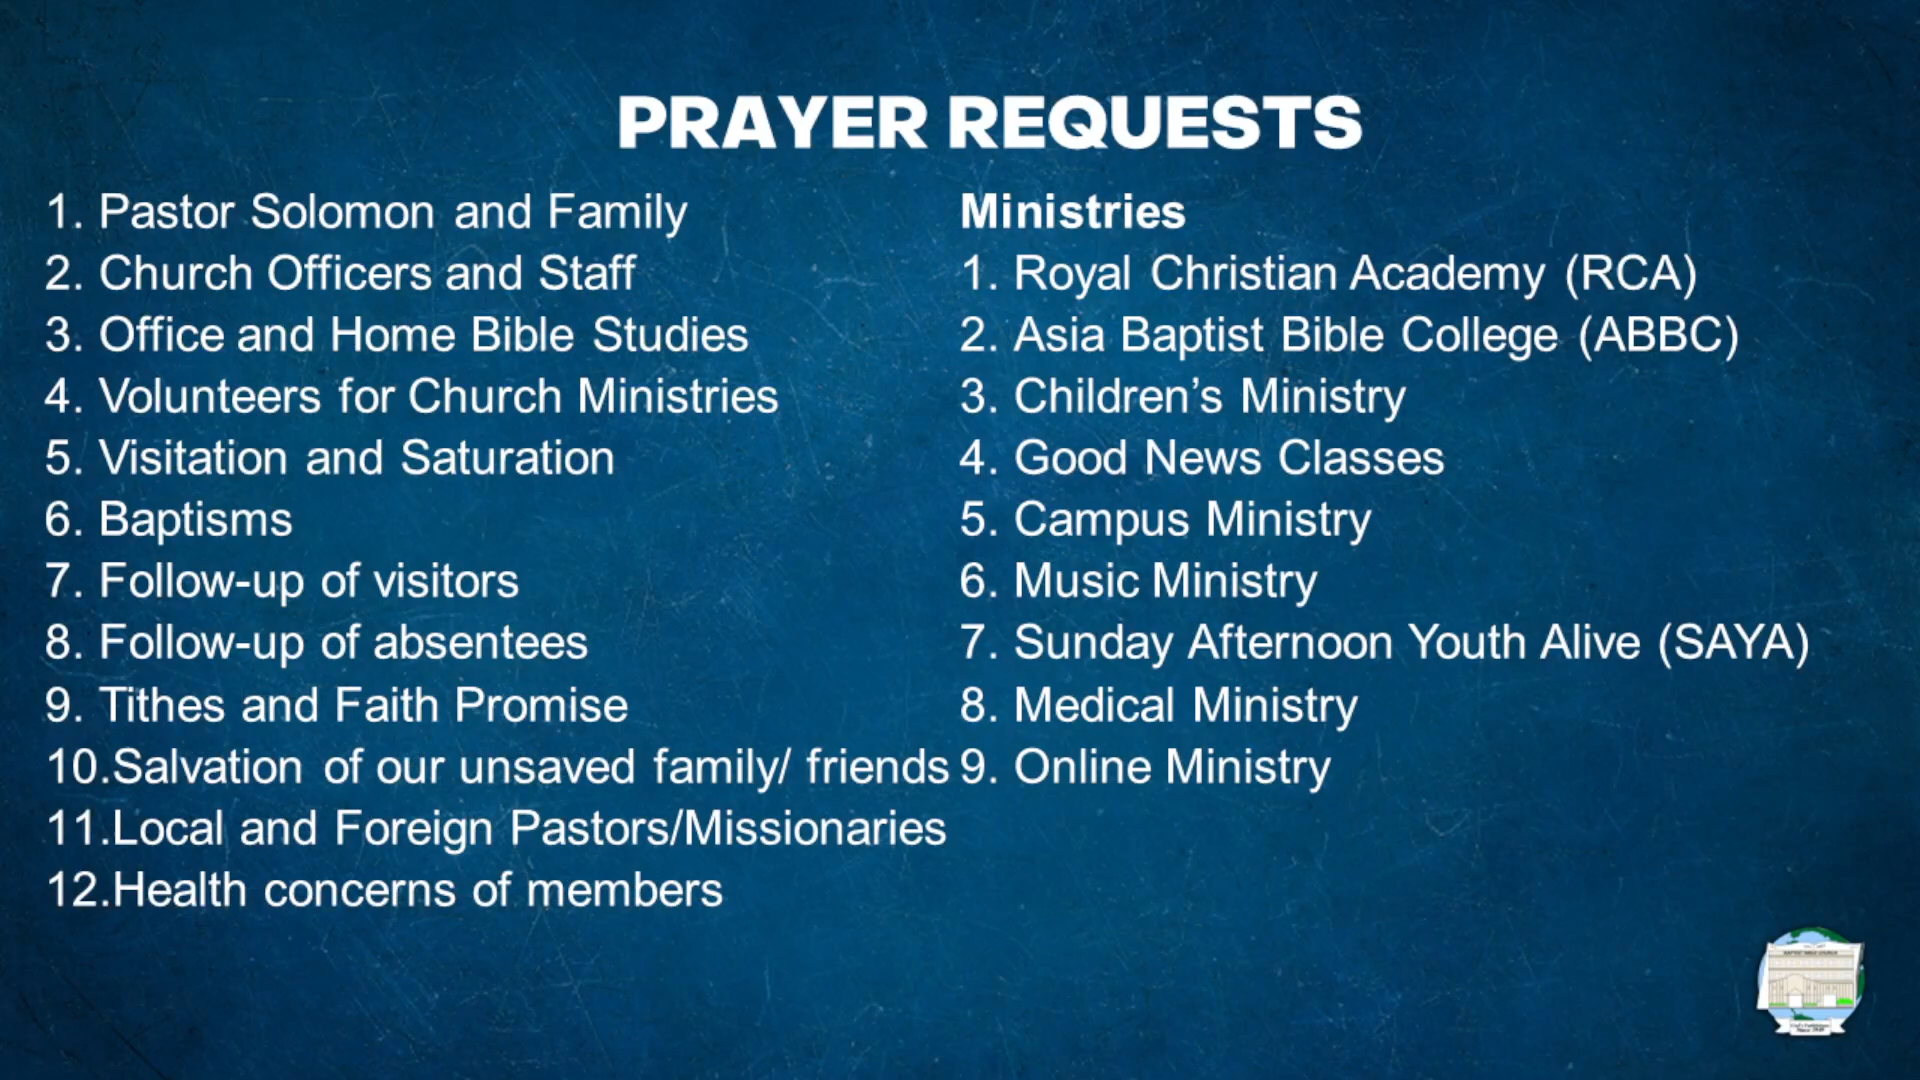 PRAYER REQUESTS
1. Pastor Solomon and Family
2. Church Officers and Staff
3. Office and Home Bible Studies
4. Volunteers for Church Ministries
5. Visitation and Saturation
6. Baptisms
7. Follow-up of visitors
8. Follow-up of absentees
9. Tithes and Faith Promise
10.Salvation of our unsaved family/ friends
11.Local and Foreign Pastors/Missionaries
12.Health concerns of members
Ministries
1. Royal Christian Academy (RCA)
2. Asia Baptist Bible College (ABBC)
3. Children’s Ministry
4. Good News Classes
5. Campus Ministry
6. Music Ministry
7. Sunday Afternoon Youth Alive (SAYA)
8. Medical Ministry
9. Online Ministry
BAPTIST BIBLE CHURCH